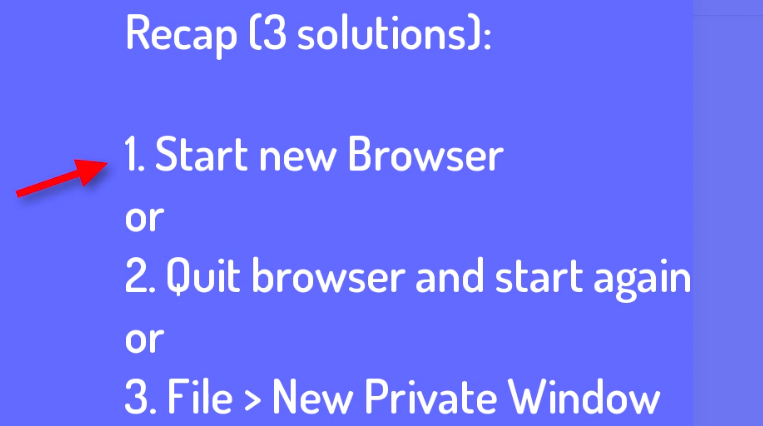 Recap (3 solutions):
1. Start new Browser
or
2. Quit browser and start again
or
3. File > New Private Window